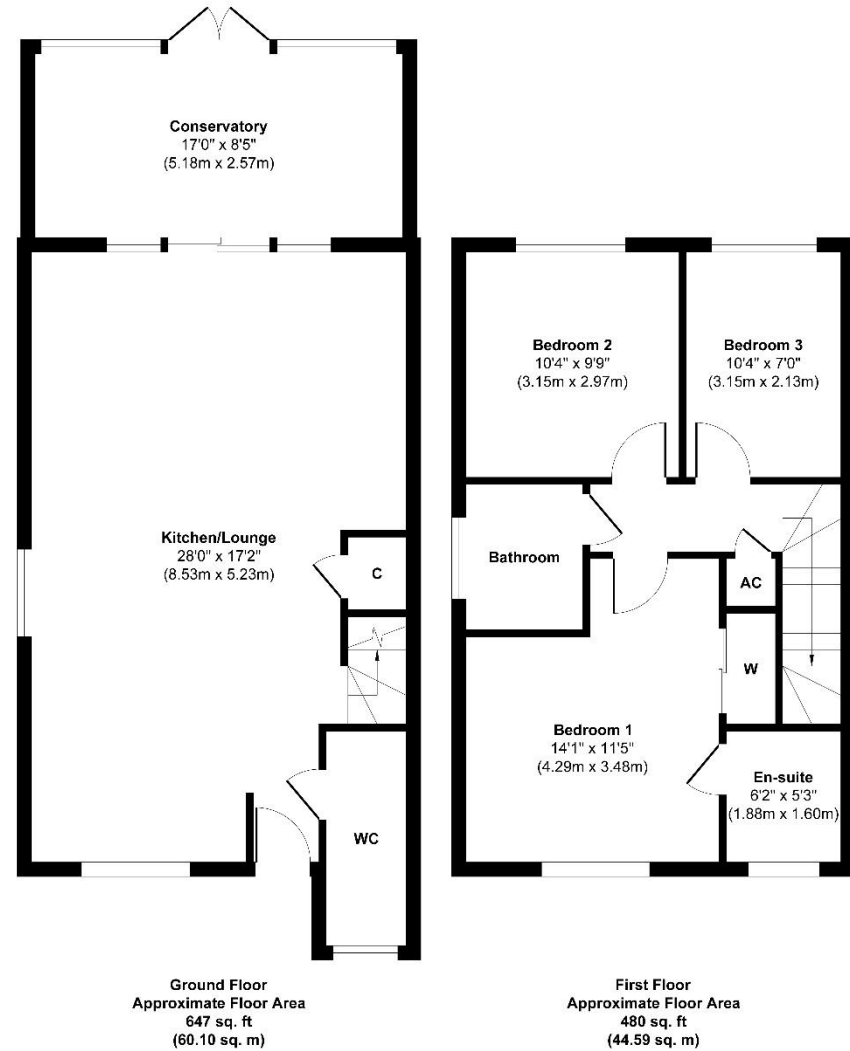 Conservatory
17'0" x 8'5"
(5.18m x 2.57m)
Kitchen/Lounge
28'0" x 17'2"
(8.53m x 5.23m)
C
WC
Ground Floor
Approximate Floor Area
647 sq. ft
(60.10 sq. m)
Bedroom 2
10'4" x 9'9"
(3.15m x 2.97m)
Bedroom 3
10'4" x 7'0"
(3.15m x 2.13m)
Bathroom
AC
W
Bedroom 1
14'1" x 11'5"
(4.29m x 3.48m)
En-suite
6'2" x 5'3"
(1.88m x 1.60m)
First Floor
Approximate Floor Area
480 sq. ft
(44.59 sq. m)